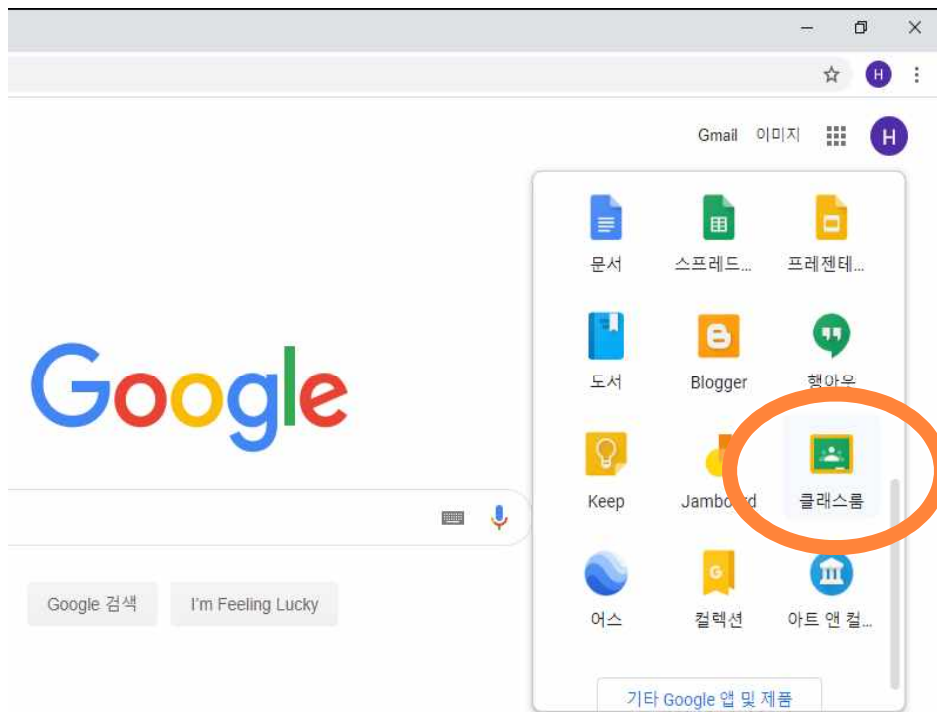 H
Gmail 이미지 H
문서 스프레드... 프레젠테...
Google
도서 Blogger 행아웃
Keep Jamboard 클래스룸
어스 컬렉션 아트 앤 컬...
Google 검색 I'm Feeling Lucky
기타 Google 앱 및 제품